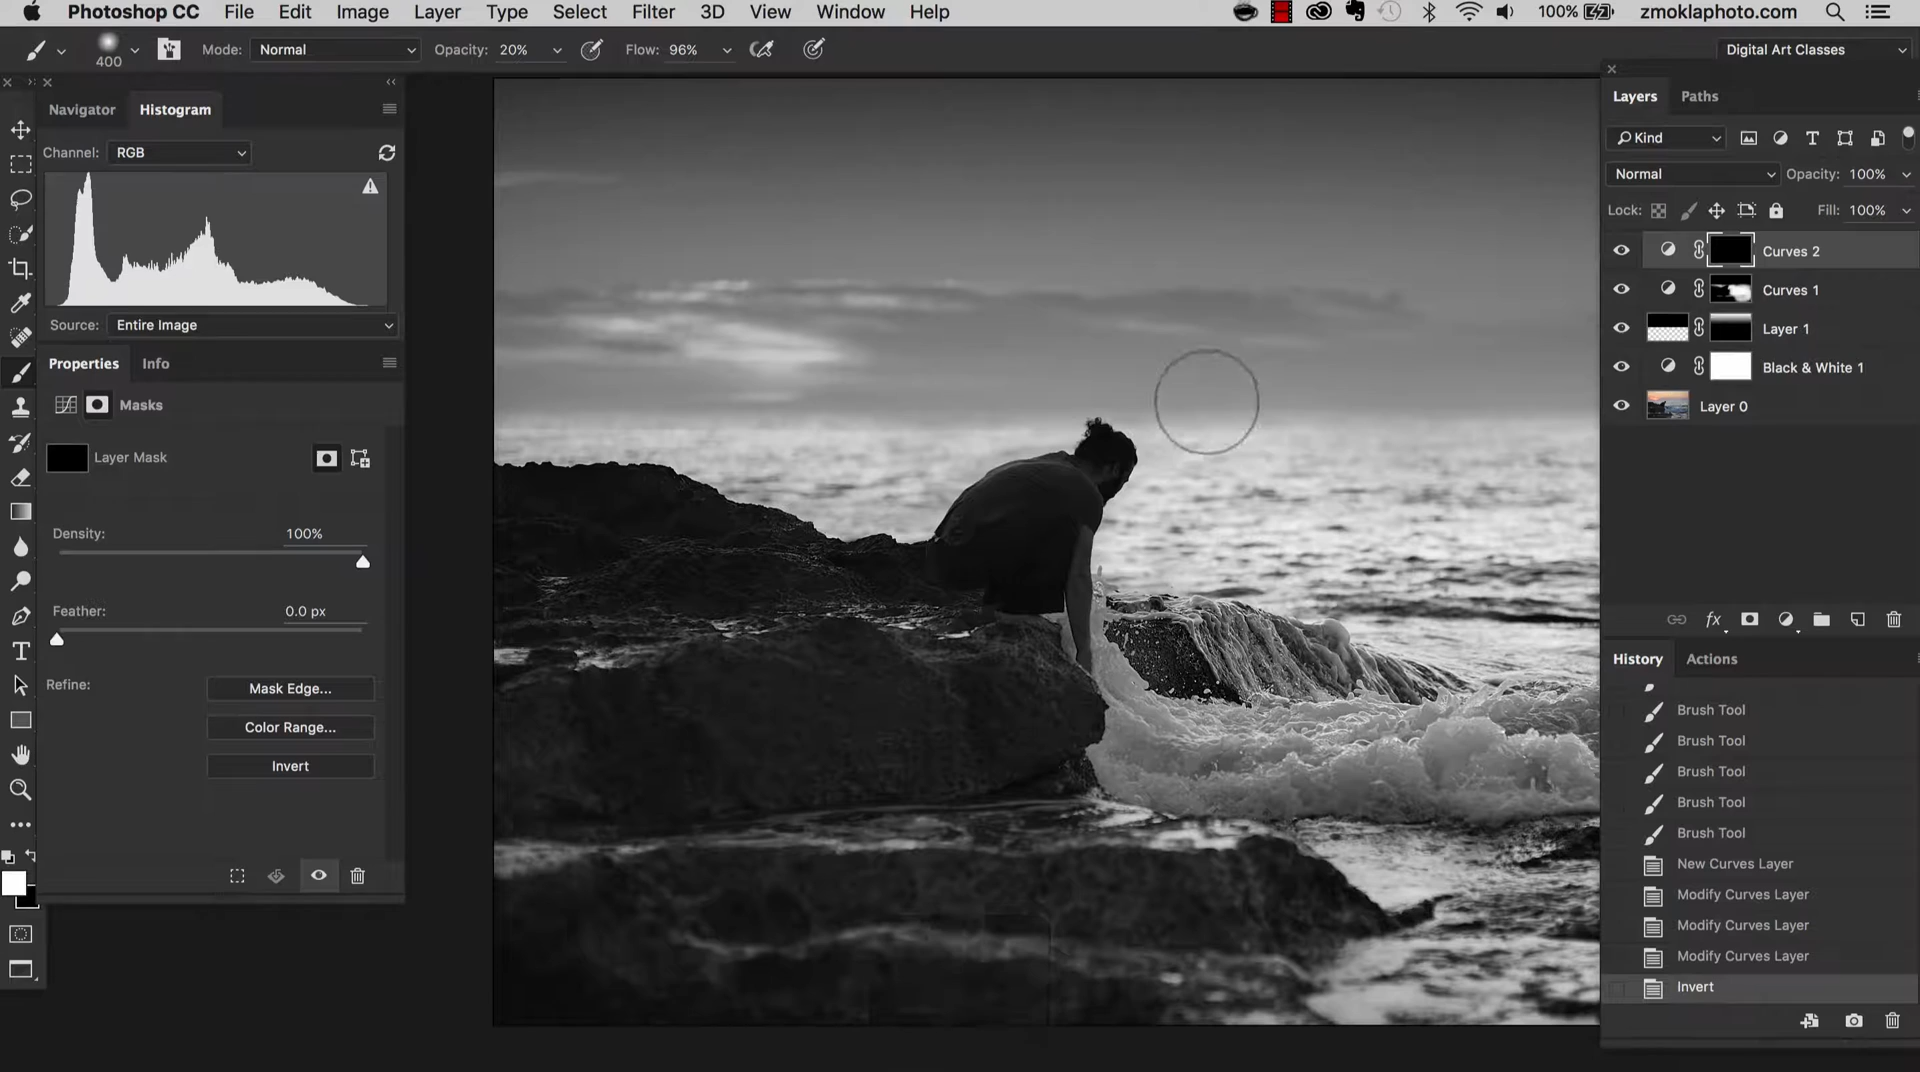 Photoshop CC File Edit Image Layer Type Select Filter 3D View Window Help 100% zmoklaphoto.com
400 Mode: Normal Opacity: 20% Flow: 96% Digital Art Classes
Navigator Histogram
Channel: RGB
Source: Entire Image
Properties Info
Masks
Layer Mask
Density: 100%
Feather: 0.0 px
Refine: Mask Edge...
Color Range...
Invert
Layers Paths
Kind
Normal Opacity: 100%
Lock: Fill: 100%
Curves 2
Curves 1
Layer 1
Black & White 1
Layer 0
fx
History Actions
Brush Tool
Brush Tool
Brush Tool
Brush Tool
Brush Tool
New Curves Layer
Modify Curves Layer
Modify Curves Layer
Modify Curves Layer
Invert